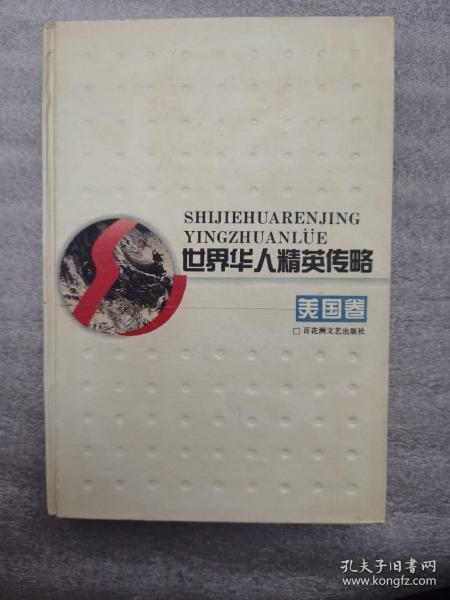 SHIJIEHUARENJING
YINGZHUANLÜE
世界华人精英传略
美国卷
□百花洲文艺出版社
孔夫子旧书网
www.kongfz.com